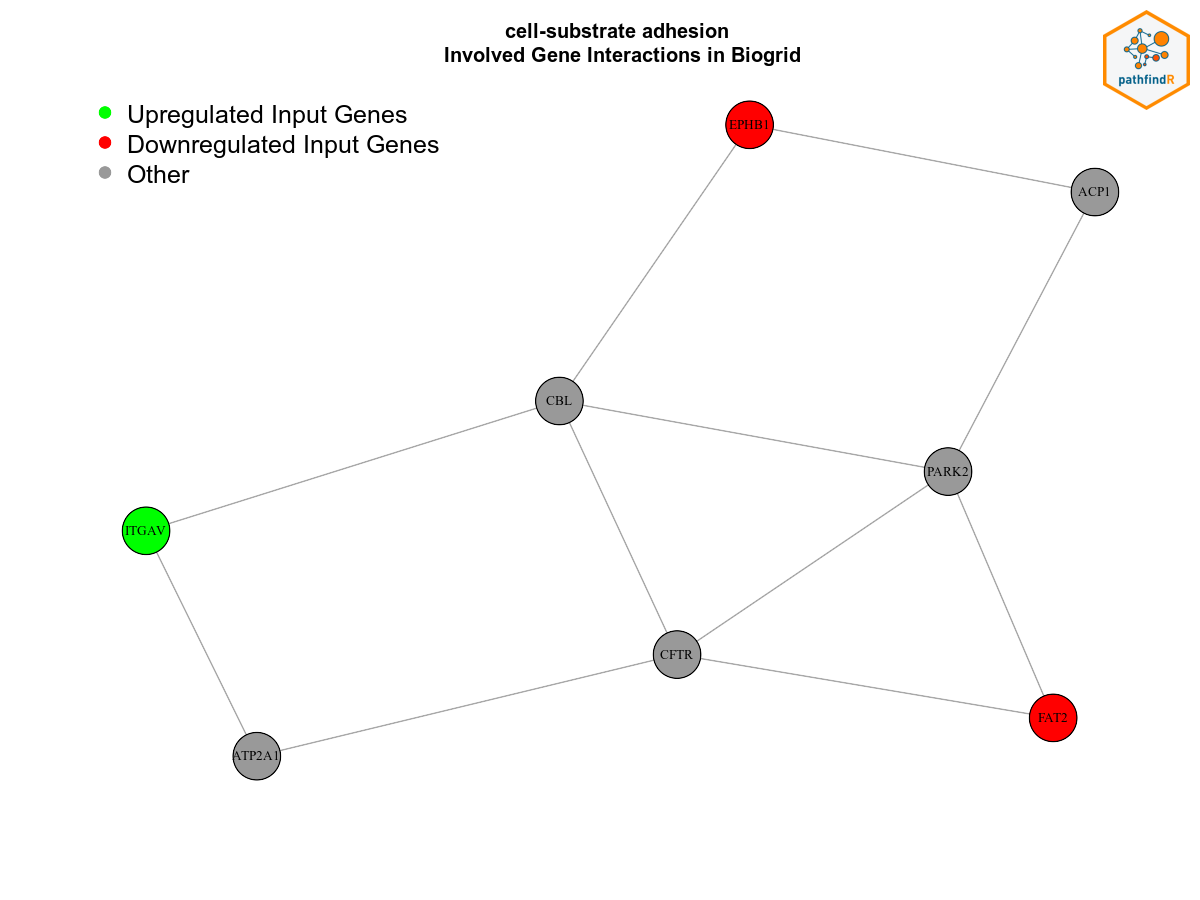 cell-substrate adhesion
Involved Gene Interactions in Biogrid
pathfindR
Upregulated Input Genes
Downregulated Input Genes
Other
EPHB1
ACP1
CBL
PARK2
ITGAV
CFTR
FAT2
ATP2A1